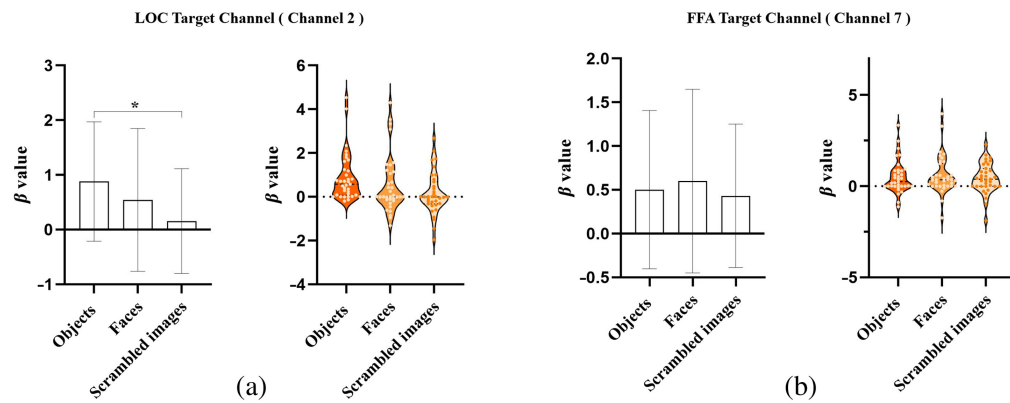 LOC Target Channel ( Channel 2 )
FFA Target Channel ( Channel 7 )
3
2
1
0
−1
β value
*
Objects
Faces
Scrambled images
6
4
2
0
−2
−4
β value
Objects
Faces
Scrambled images
(a)
2.0
1.5
1.0
0.5
0.0
−0.5
β value
Objects
Faces
Scrambled images
5
0
−5
β value
Objects
Faces
Scrambled images
(b)